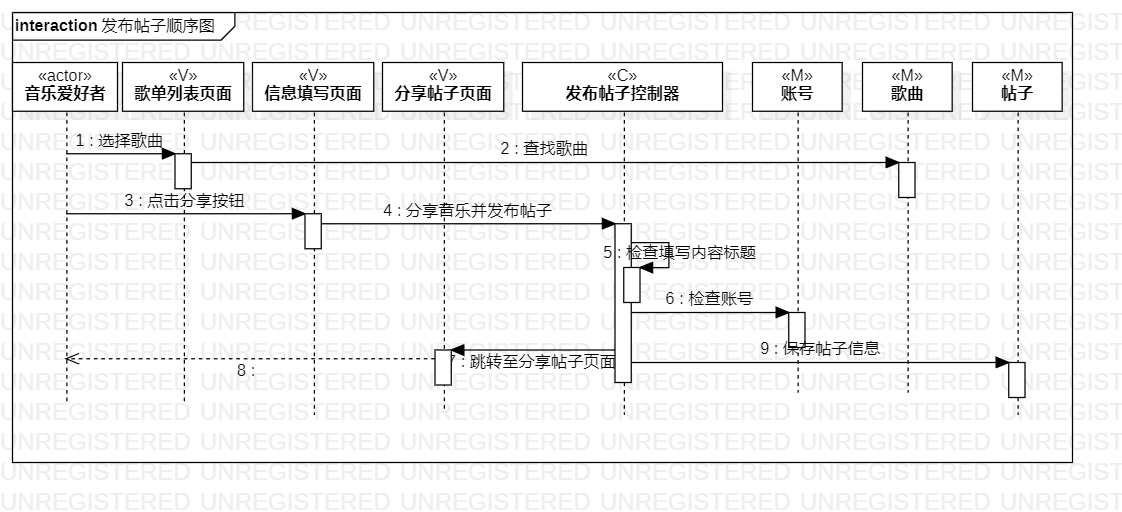 interaction 发布帖子顺序图
«actor»
音乐爱好者
«V»
歌单列表页面
«V»
信息填写页面
«V»
分享帖子页面
«C»
发布帖子控制器
«M»
账号
«M»
歌曲
«M»
帖子
1 : 选择歌曲
2 : 查找歌曲
3 : 点击分享按钮
4 : 分享音乐并发布帖子
5 : 检查填写内容标题
6 : 检查账号
9 : 保存帖子信息
7 : 跳转至分享帖子页面
8 :
UNREGISTERED